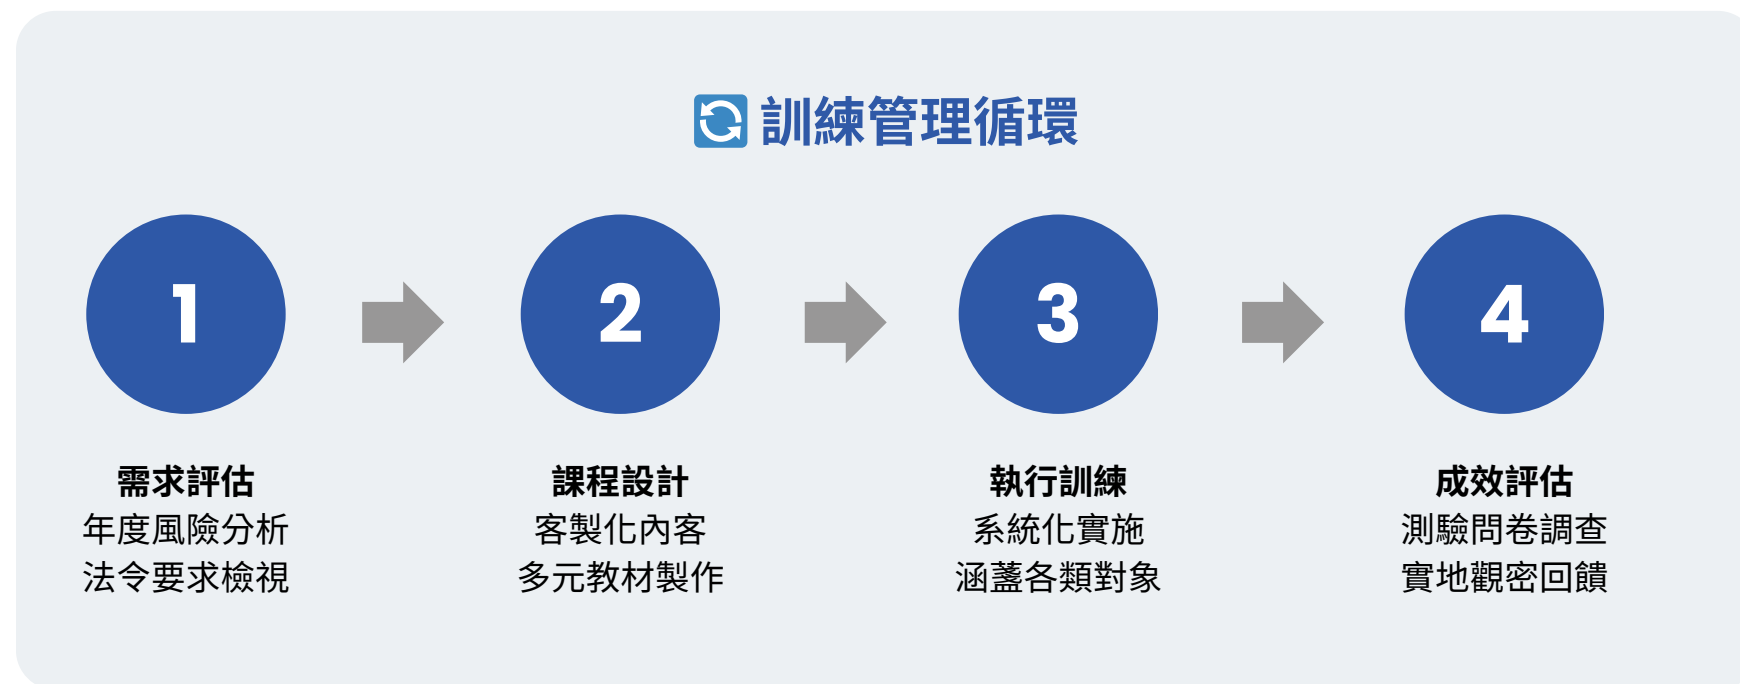 訓練管理循環
1
2
3
4
需求評估
年度風險分析
法令要求檢視
課程設計
客製化內客
多元教材製作
執行訓練
系統化實施
涵蓋各類對象
成效評估
測驗問卷調查
實地觀密回饋